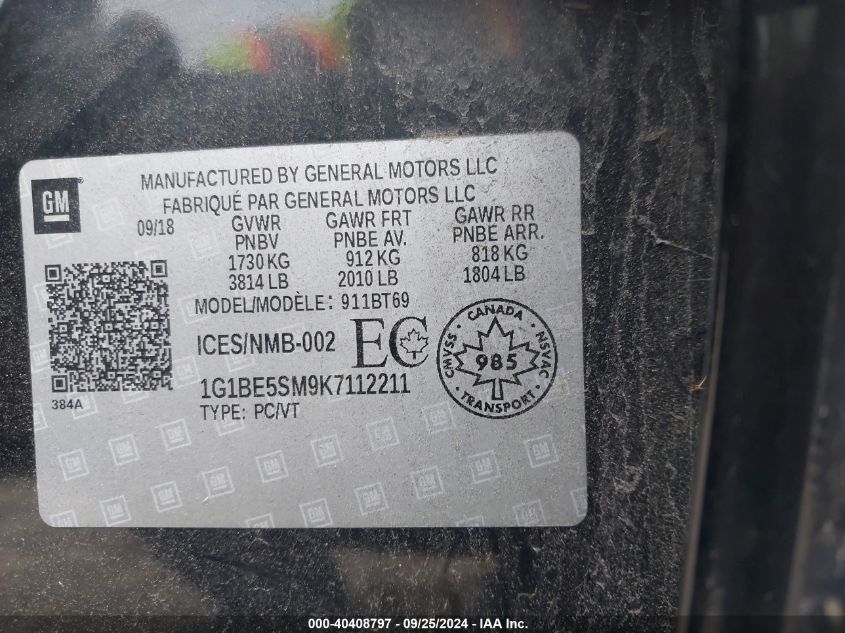 GM
MANUFACTURED BY GENERAL MOTORS LLC
FABRIQUÉ PAR GENERAL MOTORS LLC
09/18 GVWR GAWR FRT GAWR RR
PNBV PNBE AV. PNBE ARR.
1730 KG 912 KG 818 KG
3814 LB 2010 LB 1804 LB
MODEL/MODÈLE: 911BT69
ICES/NMB-002 EC
CANADA
CMVSS 985 NSVAC
TRANSPORT
1G1BE5SM9K7112211
384A
TYPE: PC/VT
000-40408797 - 09/25/2024 - IAA Inc.